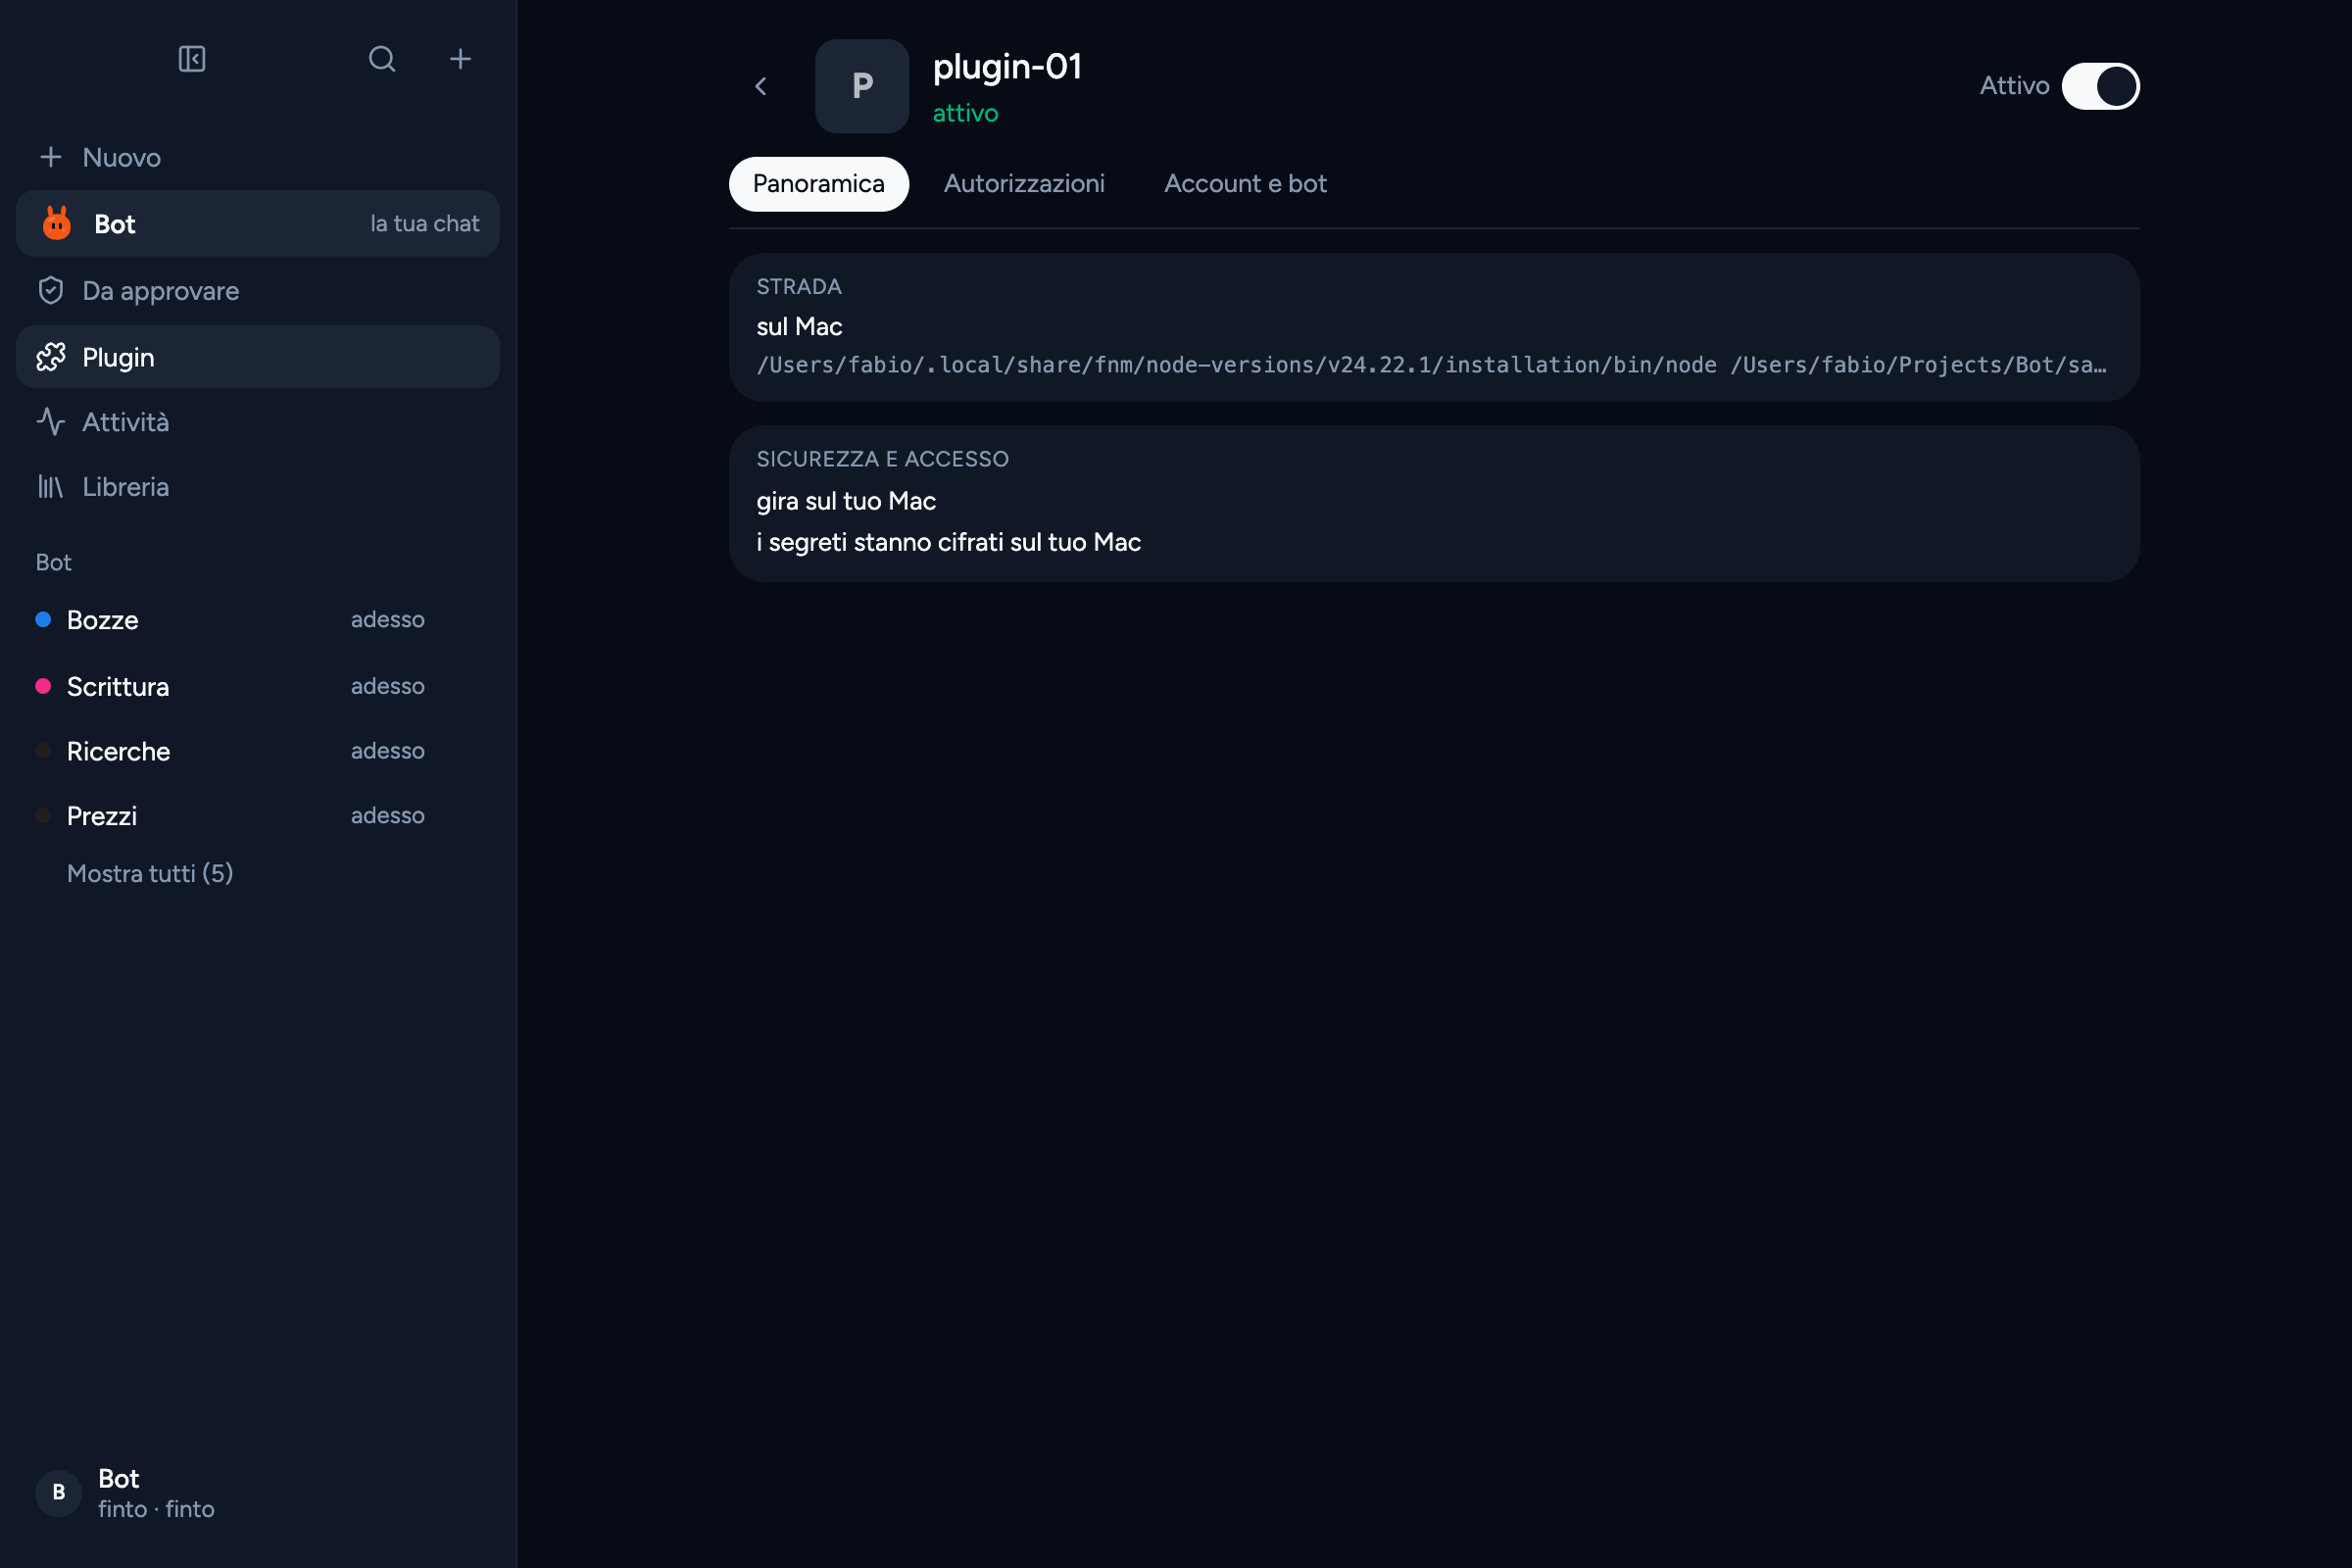 Nuovo
Bot la tua chat
Da approvare
Plugin
Attività
Libreria
Bot
Bozze adesso
Scrittura adesso
Ricerche adesso
Prezzi adesso
Mostra tutti (5)
B
Bot
finto · finto
P
plugin-01
attivo
Attivo
Panoramica Autorizzazioni Account e bot
STRADA
sul Mac
/Users/fabio/.local/share/fnm/node-versions/v24.22.1/installation/bin/node /Users/fabio/Projects/Bot/sa…
SICUREZZA E ACCESSO
gira sul tuo Mac
i segreti stanno cifrati sul tuo Mac